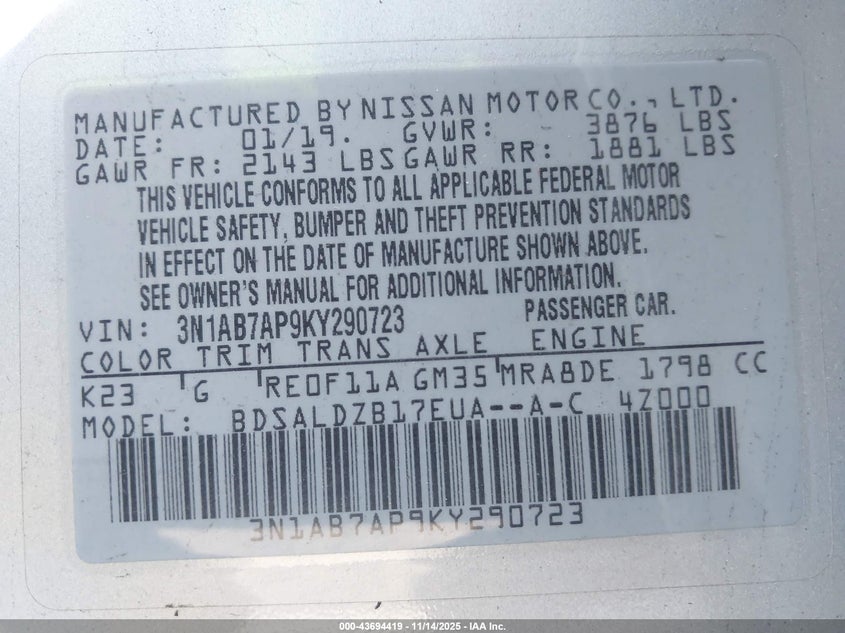 MANUFACTURED BY NISSAN MOTOR CO., LTD.
DATE: 01/19. GVWR: 3876 LBS
GAWR FR: 2143 LBS GAWR RR: 1881 LBS
THIS VEHICLE CONFORMS TO ALL APPLICABLE FEDERAL MOTOR
VEHICLE SAFETY, BUMPER AND THEFT PREVENTION STANDARDS
IN EFFECT ON THE DATE OF MANUFACTURE SHOWN ABOVE.
SEE OWNER'S MANUAL FOR ADDITIONAL INFORMATION.
VIN: 3N1AB7AP9KY290723 PASSENGER CAR.
COLOR TRIM TRANS AXLE ENGINE
K23 G RE0F11A GM35 MRA8DE 1798 CC
MODEL: BDSALDZB17EUA--A-C 4Z000
3N1AB7AP9KY290723
000-43694419 | 11/14/2025 - IAA Inc.